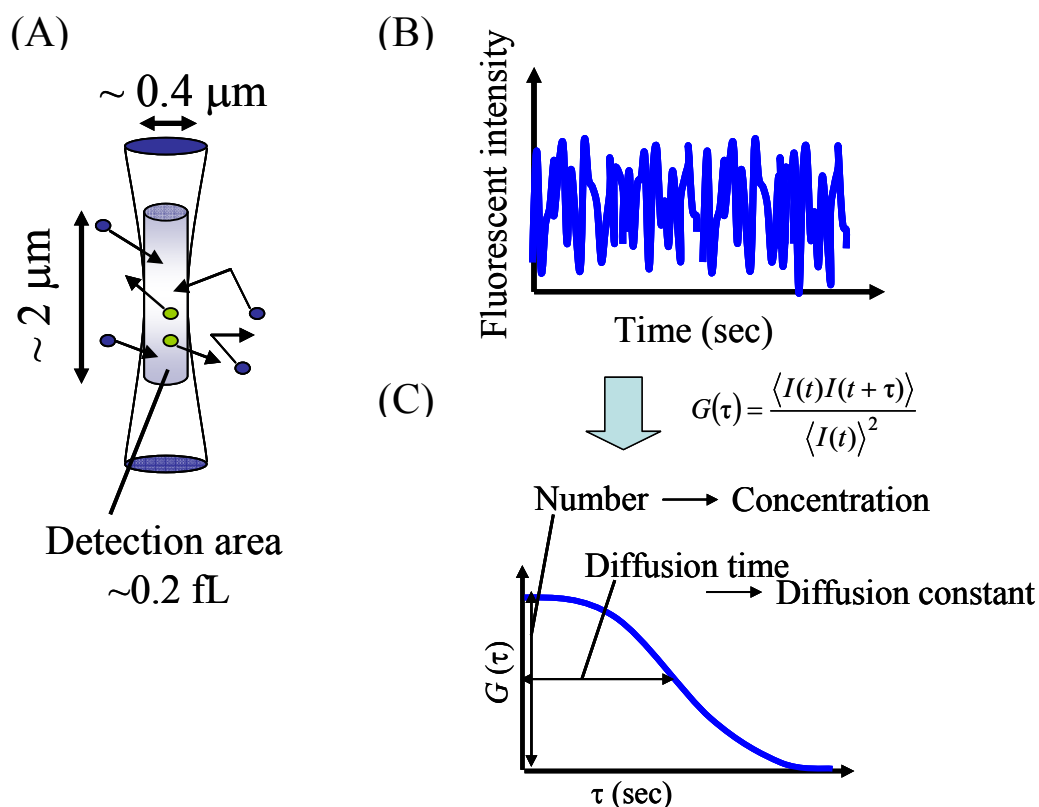 (A)
~ 0.4 μm
~ 2 μm
Detection area
~0.2 fL
(B)
Fluorescent intensity
Time (sec)
(C)
G(τ) = ⟨I(t)I(t + τ)⟩ / ⟨I(t)⟩²
Number → Concentration
Diffusion time
→ Diffusion constant
G (τ)
τ (sec)